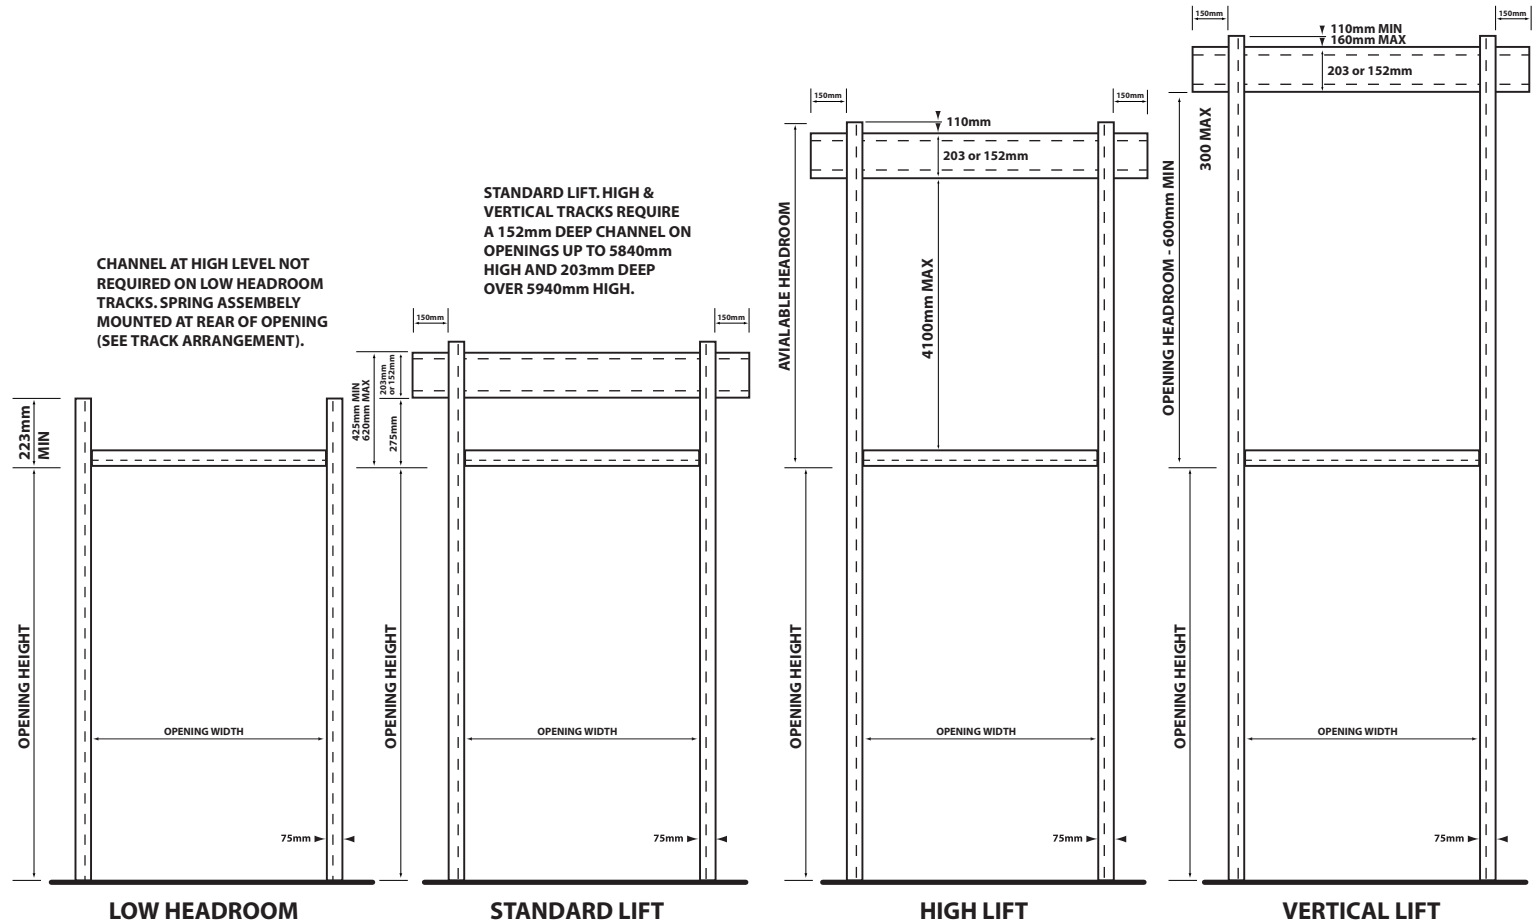 CHANNEL AT HIGH LEVEL NOT
REQUIRED ON LOW HEADROOM
TRACKS. SPRING ASSEMBELY
MOUNTED AT REAR OF OPENING
(SEE TRACK ARRANGEMENT).
223mm
MIN
OPENING HEIGHT
OPENING WIDTH
75mm
LOW HEADROOM
STANDARD LIFT. HIGH &
VERTICAL TRACKS REQUIRE
A 152mm DEEP CHANNEL ON
OPENINGS UP TO 5840mm
HIGH AND 203mm DEEP
OVER 5940mm HIGH.
150mm
150mm
425mm MIN
620mm MAX
203mm
or 152mm
275mm
OPENING HEIGHT
OPENING WIDTH
75mm
STANDARD LIFT
150mm
150mm
110mm
203 or 152mm
AVIALABLE HEADROOM
4100mm MAX
OPENING HEIGHT
OPENING WIDTH
75mm
HIGH LIFT
150mm
150mm
110mm MIN
160mm MAX
203 or 152mm
300 MAX
OPENING HEADROOM - 600mm MIN
OPENING HEIGHT
OPENING WIDTH
75mm
VERTICAL LIFT